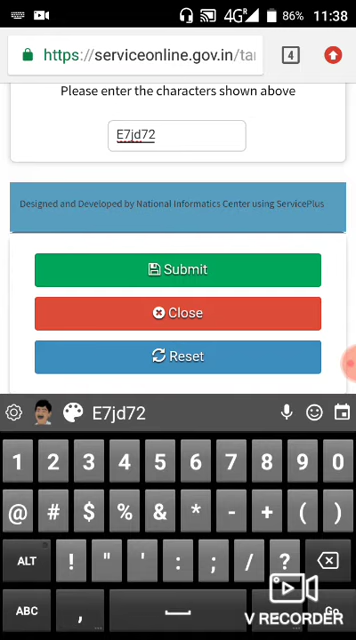 4G R 86% 11:38
https://serviceonline.gov.in/ta
4
Please enter the characters shown above
E7jd72
Designed and Developed by National Informatics Center using ServicePlus
Submit
Close
Reset
E7jd72
1 2 3 4 5 6 7 8 9 0
@ # $ % & * - + ( )
ALT ! " ' : ; / ?
ABC , Go
V RECORDER